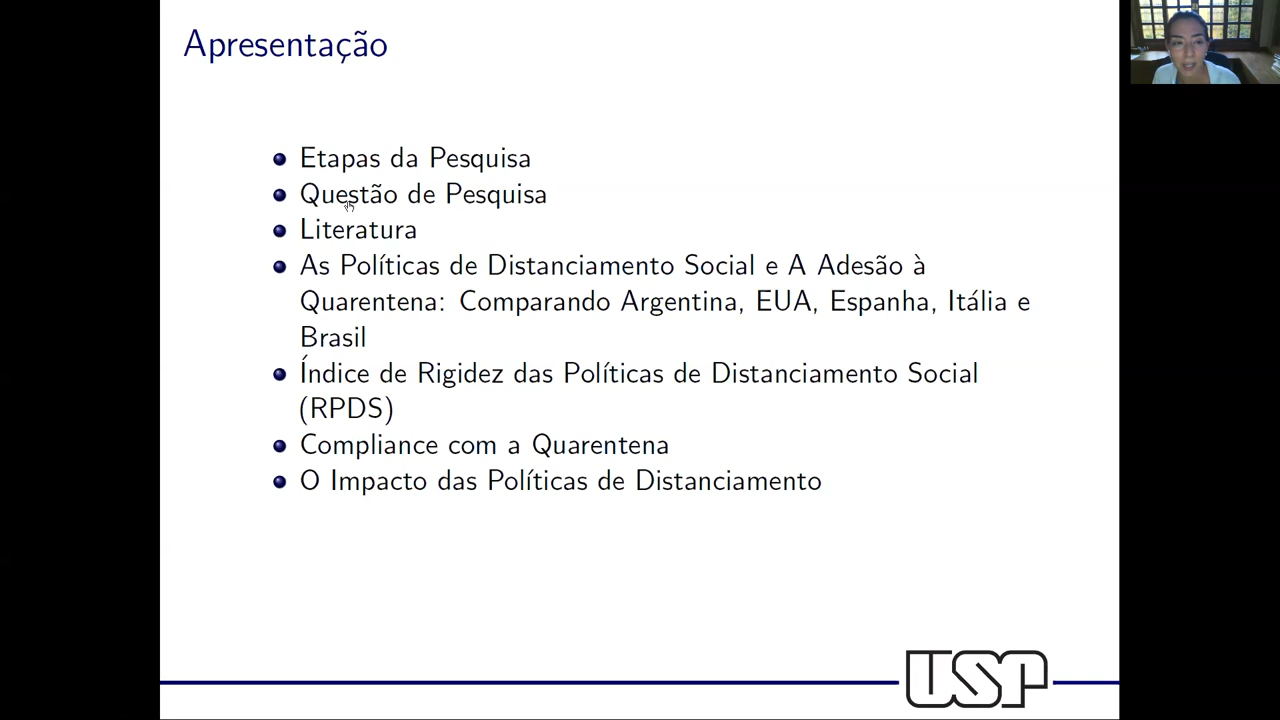 Apresentação
Etapas da Pesquisa
Questão de Pesquisa
Literatura
As Políticas de Distanciamento Social e A Adesão à
Quarentena: Comparando Argentina, EUA, Espanha, Itália e
Brasil
Índice de Rigidez das Políticas de Distanciamento Social
(RPDS)
Compliance com a Quarentena
O Impacto das Políticas de Distanciamento
USP